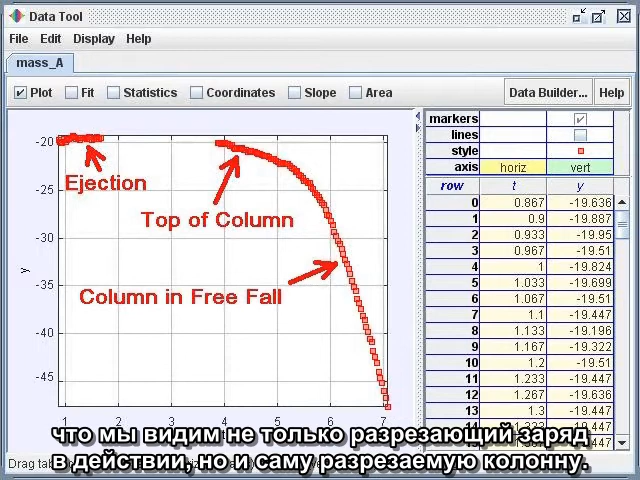 Data Tool
File Edit Display Help
mass_A
Plot Fit Statistics Coordinates Slope Area Data Builder... Help
markers
lines
style
axis horiz vert
row t y
0 0.867 -19.636
1 0.9 -19.887
2 0.933 -19.95
3 0.967 -19.51
4 1 -19.824
5 1.033 -19.699
6 1.067 -19.51
7 1.1 -19.447
8 1.133 -19.196
9 1.167 -19.322
10 1.2 -19.51
11 1.233 -19.447
12 1.267 -19.636
13 1.3 -19.447
-20
-25
-30
-35
-40
-45
y
1 2 3 4 5 6 7
Ejection
Top of Column
Column in Free Fall
что мы видим не только разрезающий заряд
в действии, но и саму разрезаемую колонну.
Drag tab